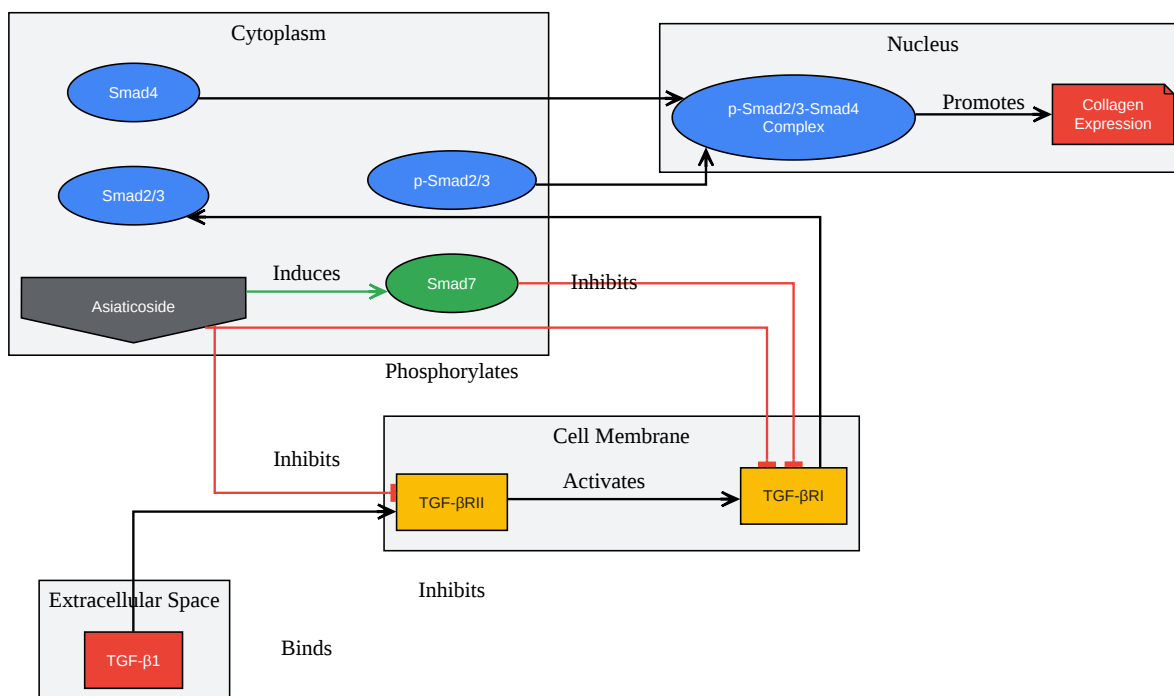 Cytoplasm
Nucleus
Smad4
p-Smad2/3-Smad4
Complex
Promotes
Collagen
Expression
Smad2/3
p-Smad2/3
Induces
Smad7
Inhibits
Asiaticoside
Phosphorylates
Cell Membrane
Inhibits
Activates
TGF-βRII
TGF-βRI
Inhibits
Extracellular Space
Binds
TGF-β1